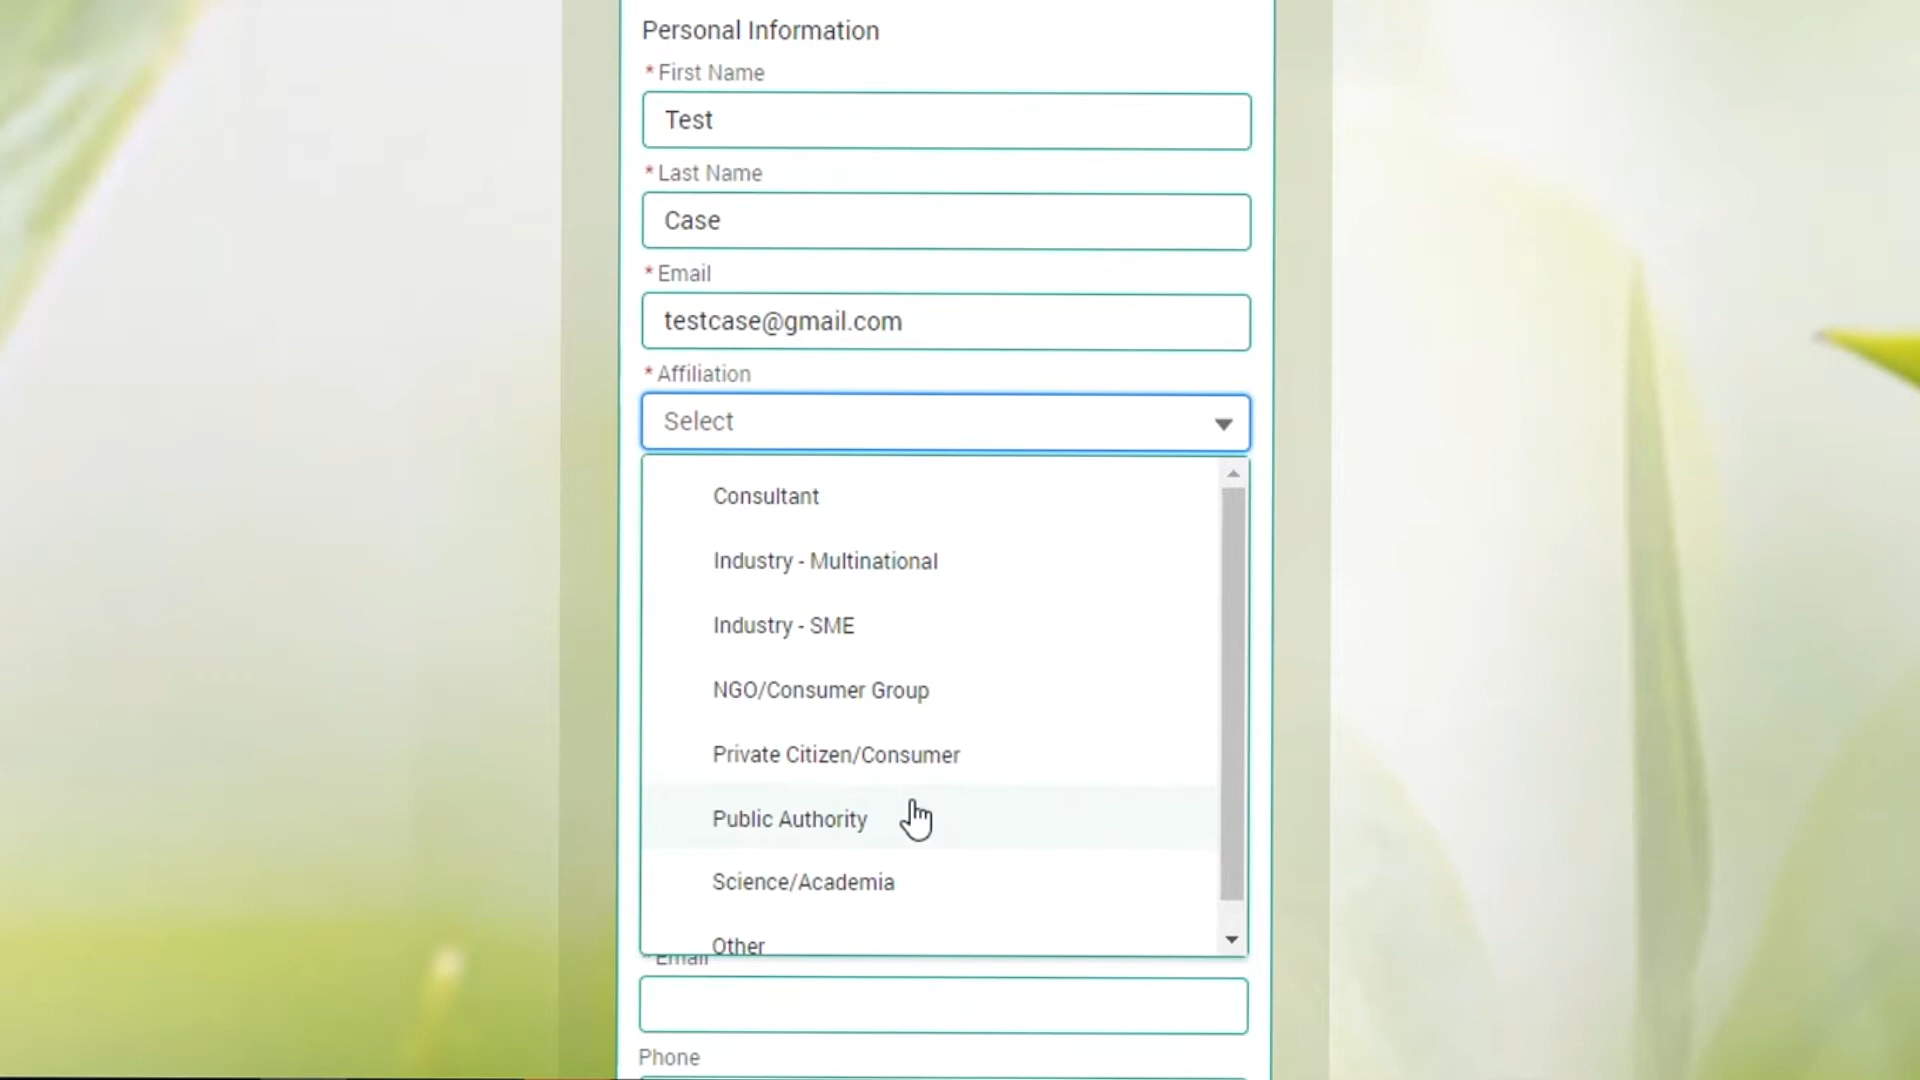 Personal Information
* First Name
Test
* Last Name
Case
* Email
testcase@gmail.com
* Affiliation
Select
Consultant
Industry - Multinational
Industry - SME
NGO/Consumer Group
Private Citizen/Consumer
Public Authority
Science/Academia
Other
* Email
Phone